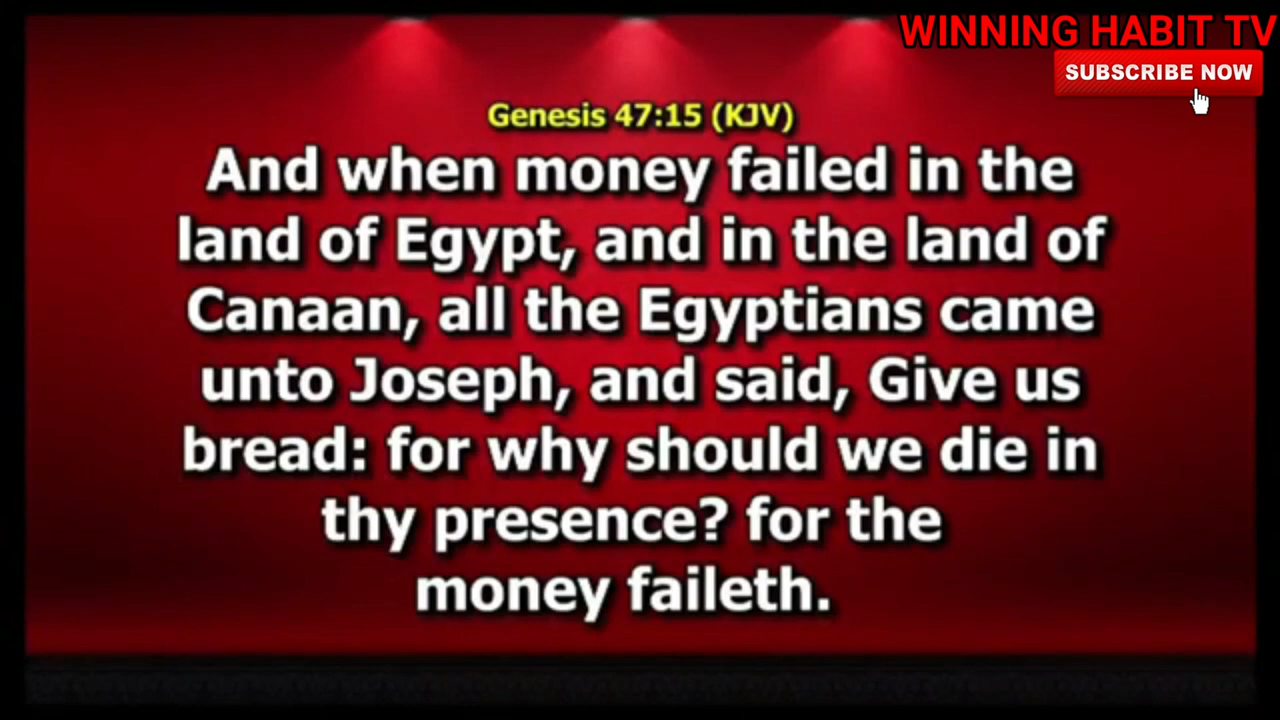 WINNING HABIT TV
SUBSCRIBE NOW
Genesis 47:15 (KJV)
And when money failed in the
land of Egypt, and in the land of
Canaan, all the Egyptians came
unto Joseph, and said, Give us
bread: for why should we die in
thy presence? for the
money faileth.